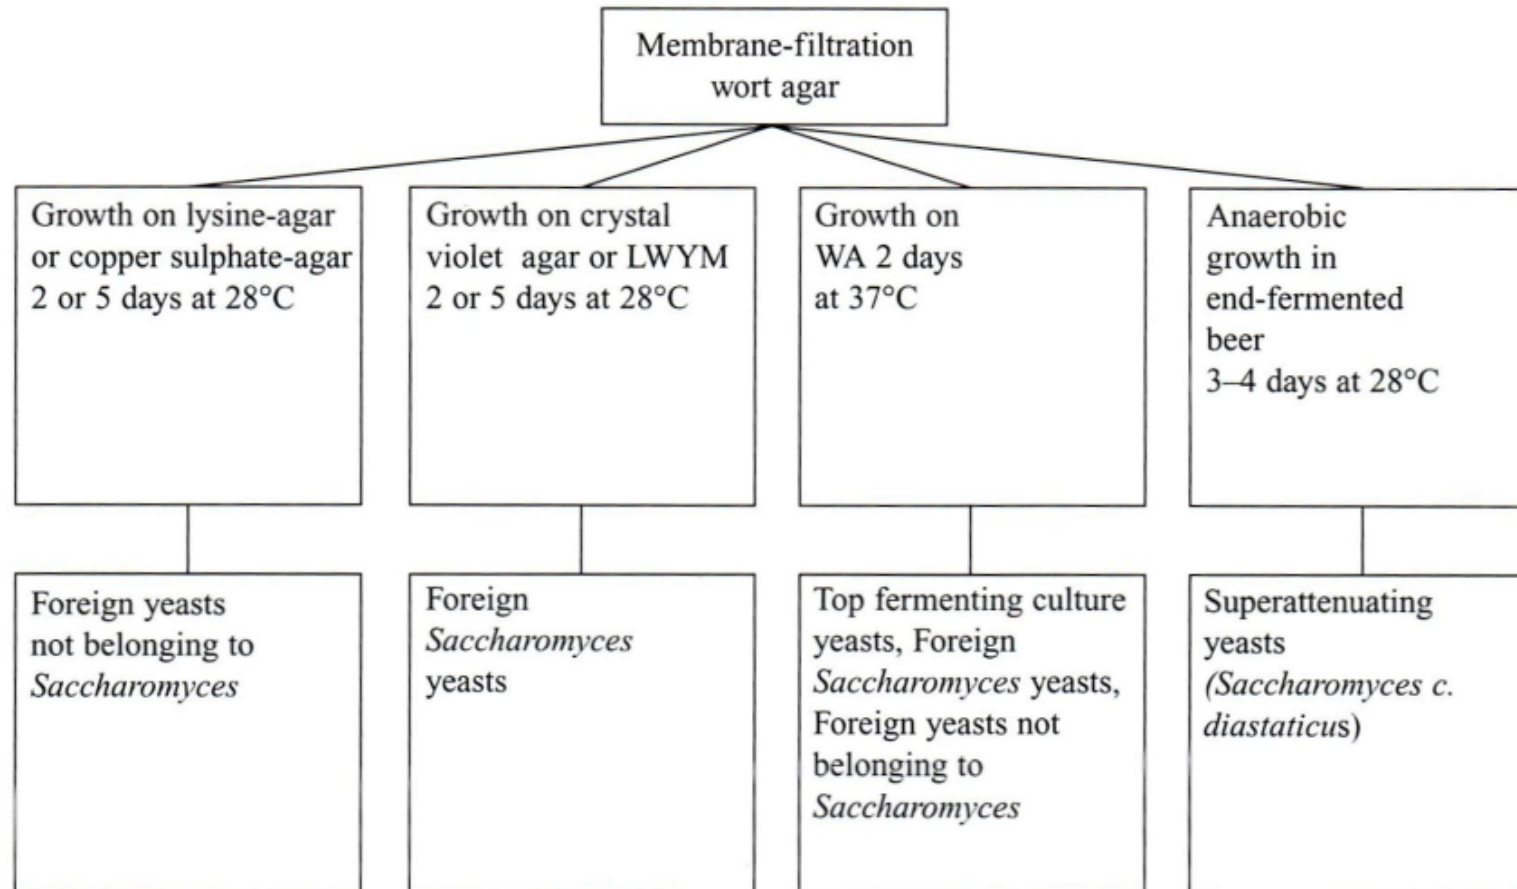 Membrane-filtration
wort agar
Growth on lysine-agar
or copper sulphate-agar
2 or 5 days at 28°C
Growth on crystal
violet agar or LWYM
2 or 5 days at 28°C
Growth on
WA 2 days
at 37°C
Anaerobic
growth in
end-fermented
beer
3–4 days at 28°C
Foreign yeasts
not belonging to
Saccharomyces
Foreign
Saccharomyces
yeasts
Top fermenting culture
yeasts, Foreign
Saccharomyces yeasts,
Foreign yeasts not
belonging to
Saccharomyces
Superattenuating
yeasts
(Saccharomyces c.
diastaticus)